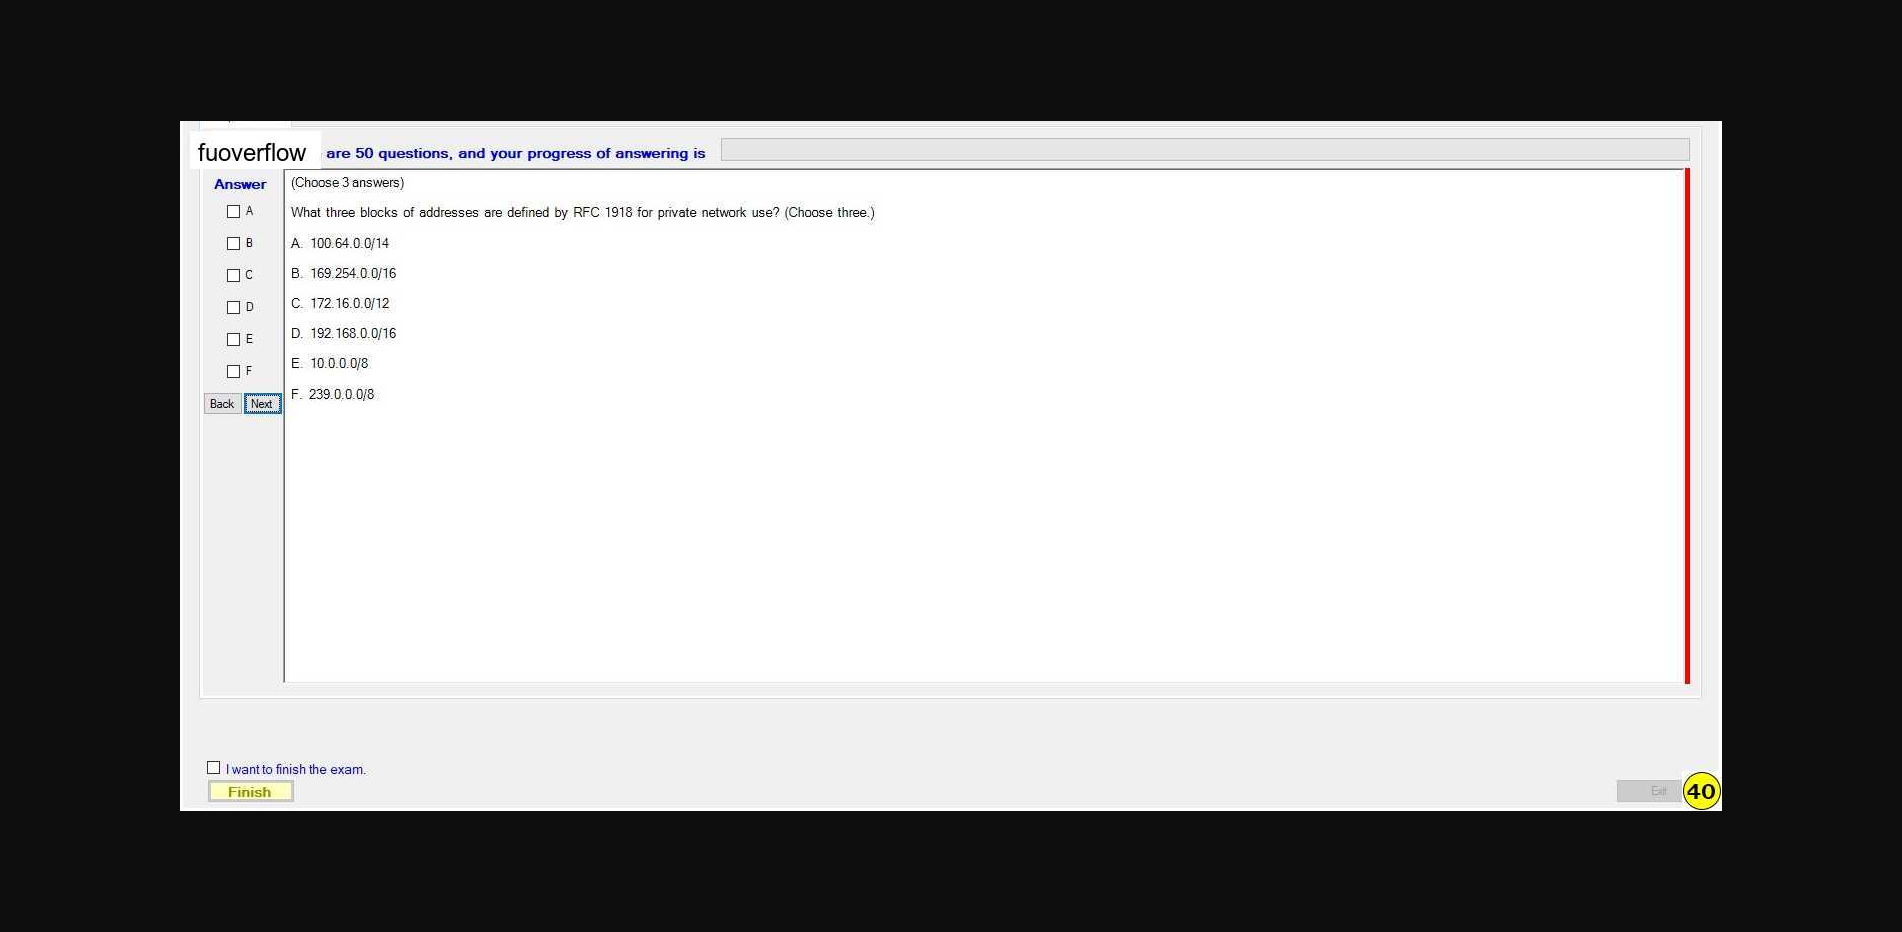 fuoverflow are 50 questions, and your progress of answering is
Answer
(Choose 3 answers)
A
What three blocks of addresses are defined by RFC 1918 for private network use? (Choose three.)
B
A. 100.64.0.0/14
C
B. 169.254.0.0/16
D
C. 172.16.0.0/12
E
D. 192.168.0.0/16
F
E. 10.0.0.0/8
Back Next
F. 239.0.0.0/8
I want to finish the exam.
Finish
Exit
40